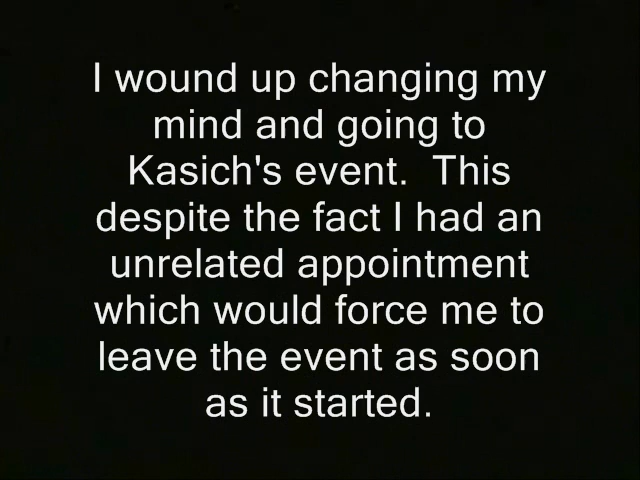 I wound up changing my
mind and going to
Kasich's event.  This
despite the fact I had an
unrelated appointment
which would force me to
leave the event as soon
as it started.